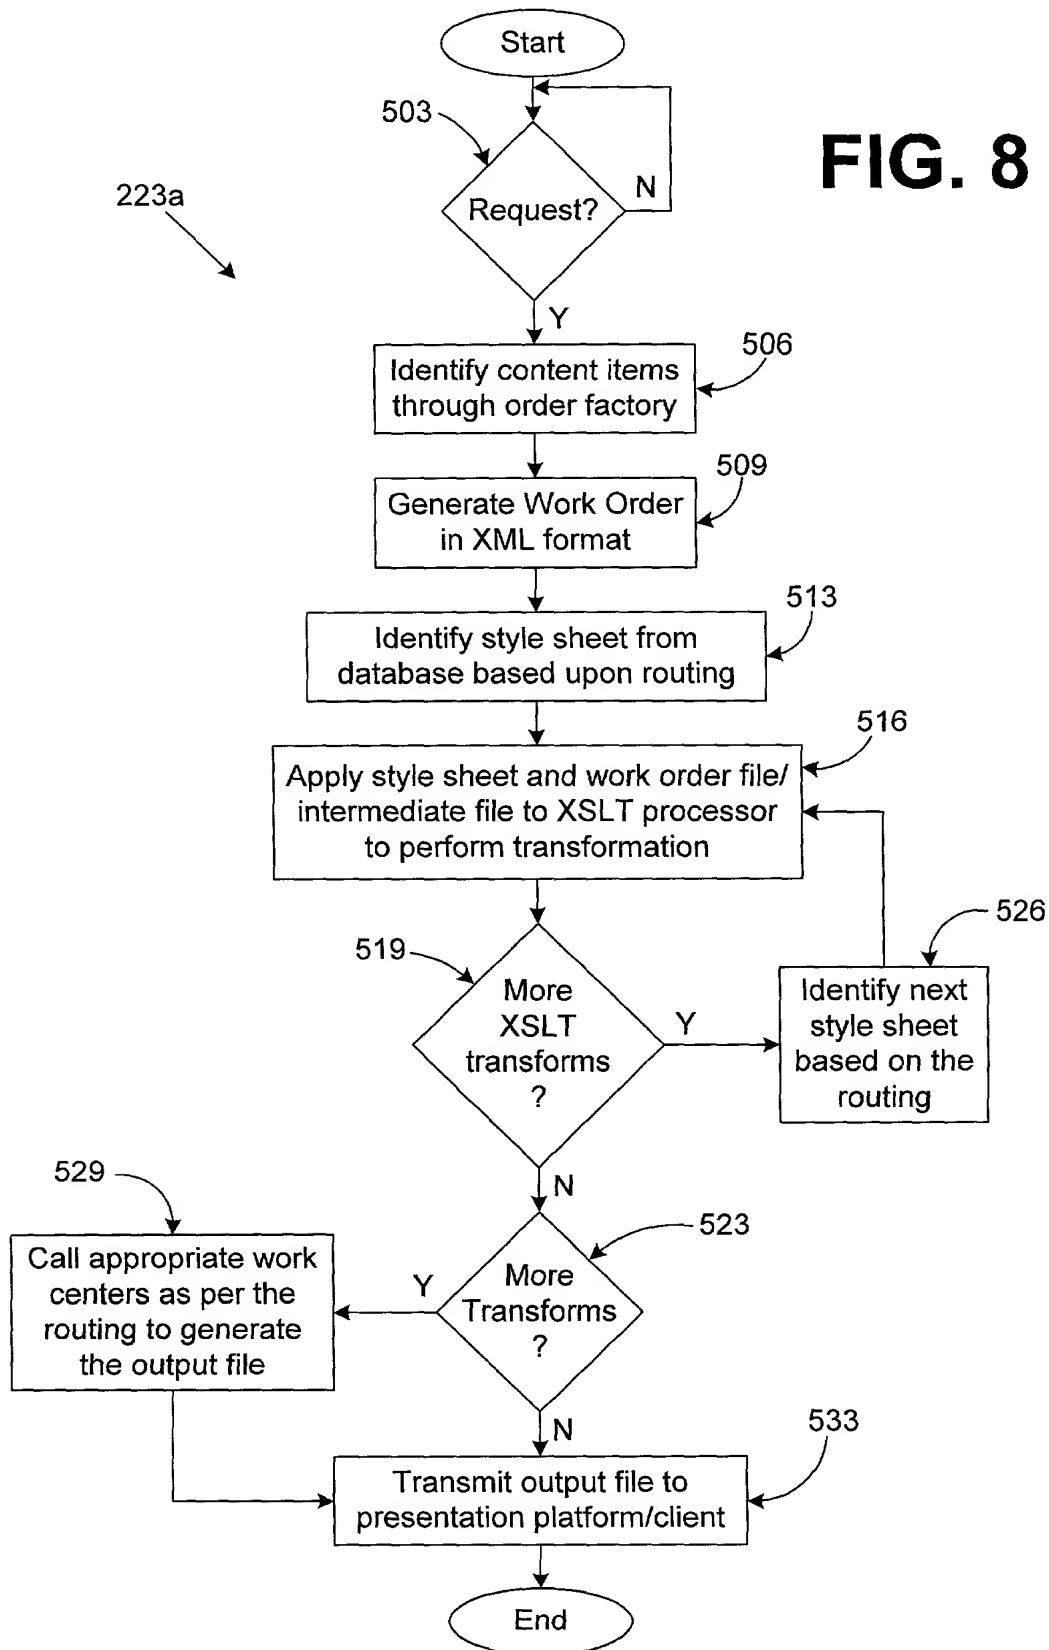 Start
503
FIG. 8
223a
Request?
N
Y
506
Identify content items
through order factory
509
Generate Work Order
in XML format
513
Identify style sheet from
database based upon routing
516
Apply style sheet and work order file/
intermediate file to XSLT processor
to perform transformation
526
519
More
XSLT
transforms
?
Y
Identify next
style sheet
based on the
routing
N
529
523
Call appropriate work
centers as per the
routing to generate
the output file
Y
More
Transforms
?
N
533
Transmit output file to
presentation platform/client
End